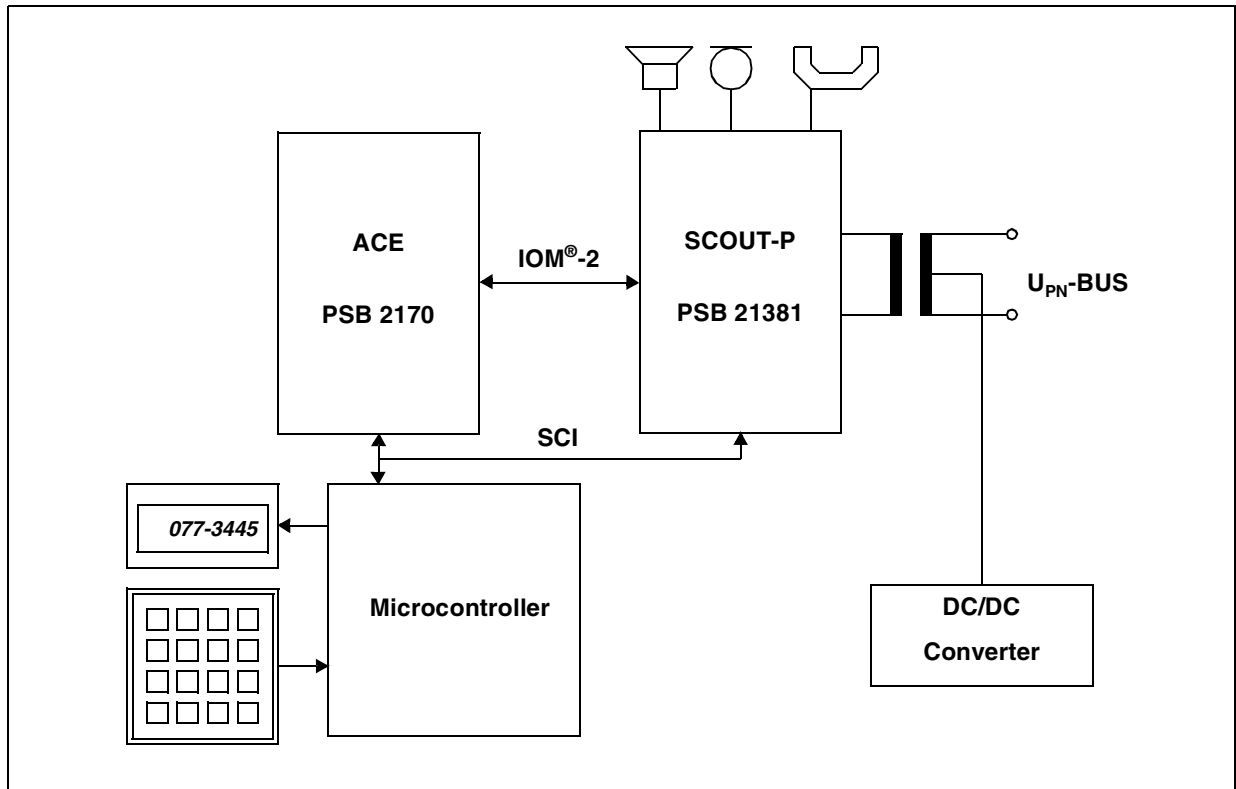 ACE
PSB 2170
IOM®-2
SCOUT-P
PSB 21381
UPN-BUS
SCI
077-3445
Microcontroller
DC/DC
Converter